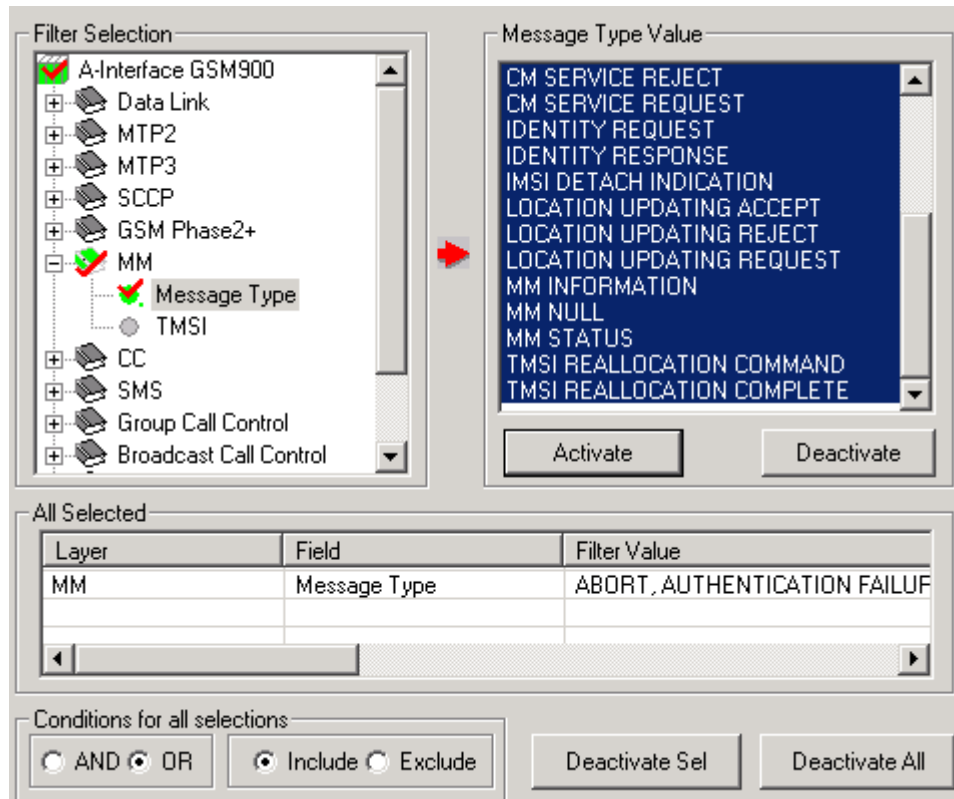 Filter Selection
A-Interface GSM900
Data Link
MTP2
MTP3
SCCP
GSM Phase2+
MM
Message Type
TMSI
CC
SMS
Group Call Control
Broadcast Call Control
Message Type Value
CM SERVICE REJECT
CM SERVICE REQUEST
IDENTITY REQUEST
IDENTITY RESPONSE
IMSI DETACH INDICATION
LOCATION UPDATING ACCEPT
LOCATION UPDATING REJECT
LOCATION UPDATING REQUEST
MM INFORMATION
MM NULL
MM STATUS
TMSI REALLOCATION COMMAND
TMSI REALLOCATION COMPLETE
Activate Deactivate
All Selected
Layer Field Filter Value
MM Message Type ABORT, AUTHENTICATION
Conditions for all selections
AND OR Include Exclude Deactivate Sel Deactivate All